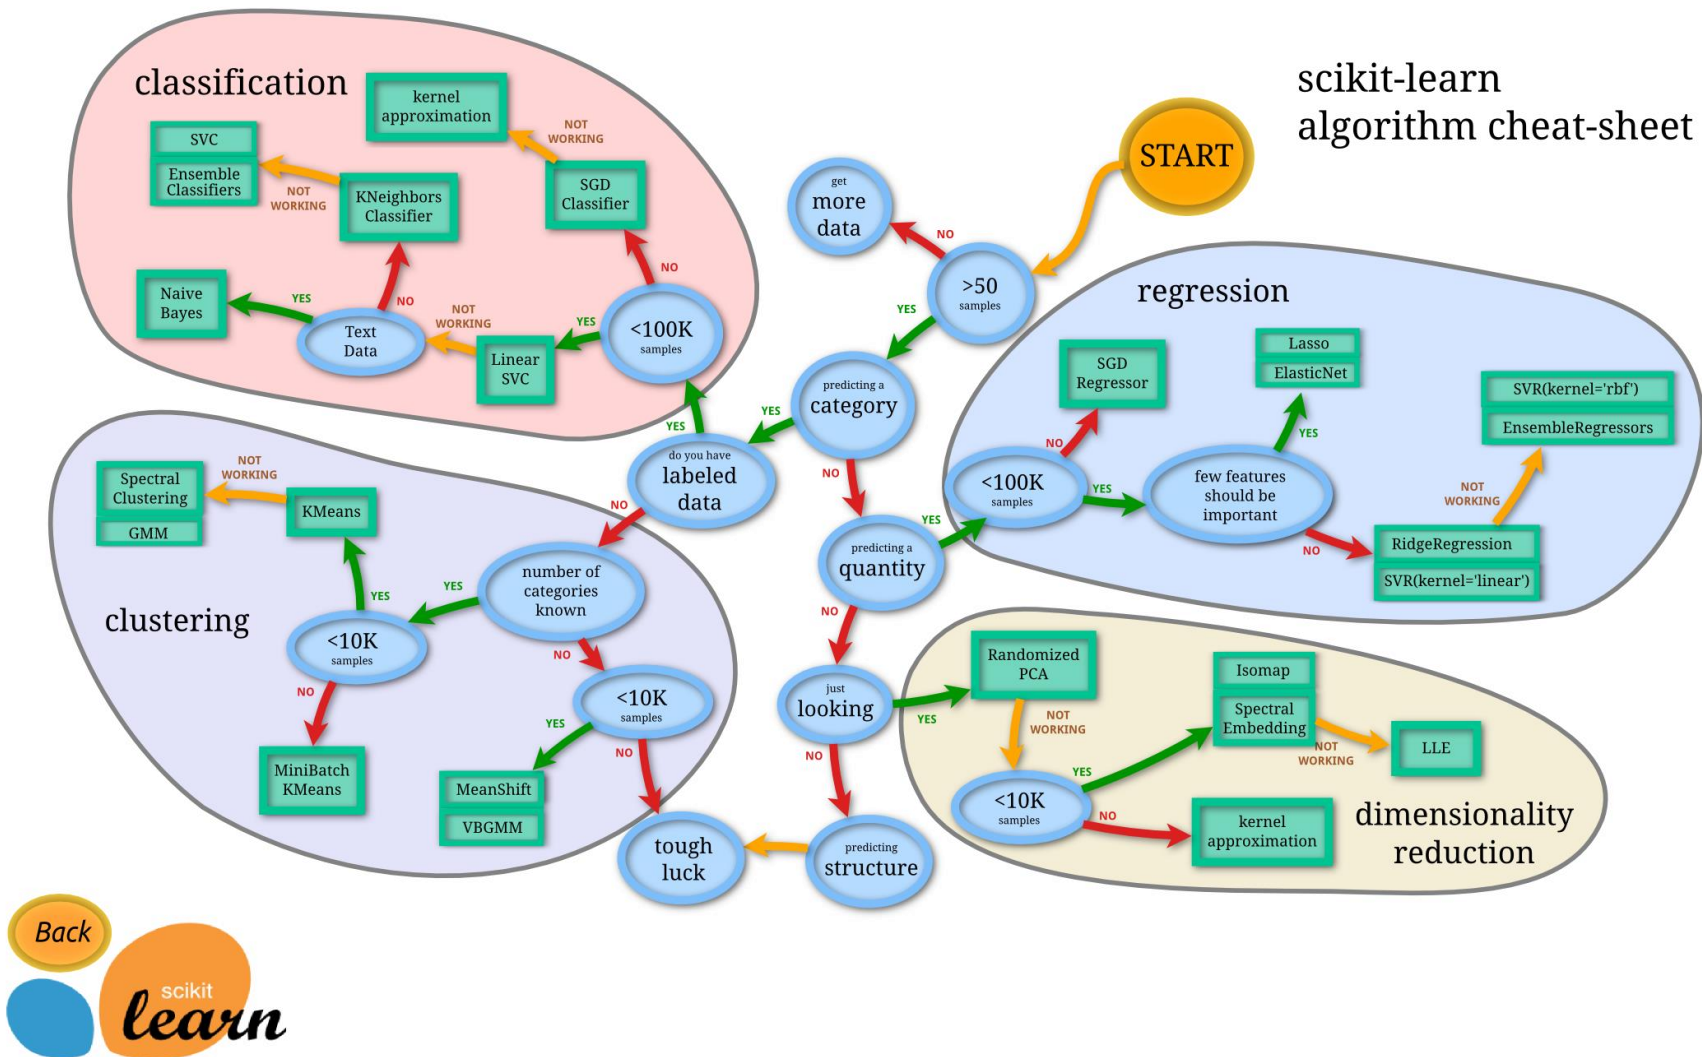 scikit-learn
algorithm cheat-sheet
START
classification
kernel
approximation
NOT
WORKING
SVC
Ensemble
Classifiers
NOT
WORKING
KNeighbors
Classifier
SGD
Classifier
NO
Naive
Bayes
YES
Text
Data
NO
NOT
WORKING
Linear
SVC
YES
<100K
samples
get
more
data
NO
>50
samples
YES
predicting a
category
YES
YES
do you have
labeled
data
NO
NO
predicting a
quantity
YES
NO
just
looking
YES
NO
predicting
structure
tough
luck
regression
SGD
Regressor
NO
<100K
samples
YES
Lasso
ElasticNet
YES
few features
should be
important
NO
SVR(kernel='rbf')
EnsembleRegressors
NOT
WORKING
RidgeRegression
SVR(kernel='linear')
clustering
Spectral
Clustering
GMM
NOT
WORKING
KMeans
YES
<10K
samples
YES
number of
categories
known
NO
NO
MiniBatch
KMeans
<10K
samples
YES
NO
MeanShift
VBGMM
dimensionality
reduction
Randomized
PCA
NOT
WORKING
<10K
samples
YES
Isomap
Spectral
Embedding
NOT
WORKING
LLE
NO
kernel
approximation
Back
scikit
learn